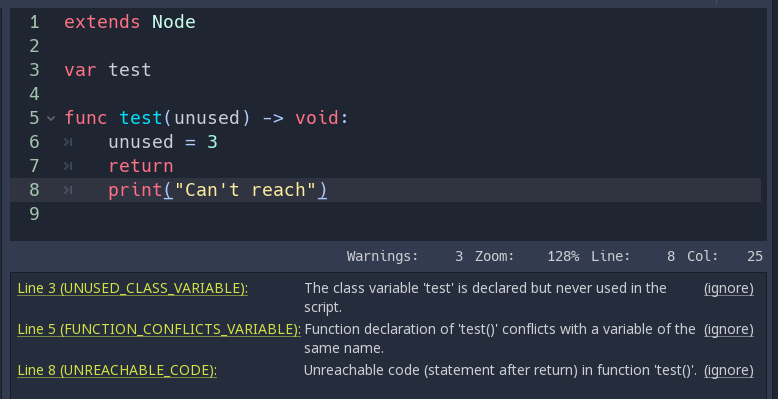 1 extends Node
2
3 var test
4
5 func test(unused) -> void:
6 unused = 3
7 return
8 print("Can't reach")
9
Warnings: 3 Zoom: 128% Line: 8 Col: 25
Line 3 (UNUSED_CLASS_VARIABLE): The class variable 'test' is declared but never used in the (ignore)
script.
Line 5 (FUNCTION_CONFLICTS_VARIABLE): Function declaration of 'test()' conflicts with a variable of the (ignore)
same name.
Line 8 (UNREACHABLE_CODE): Unreachable code (statement after return) in function 'test()'. (ignore)